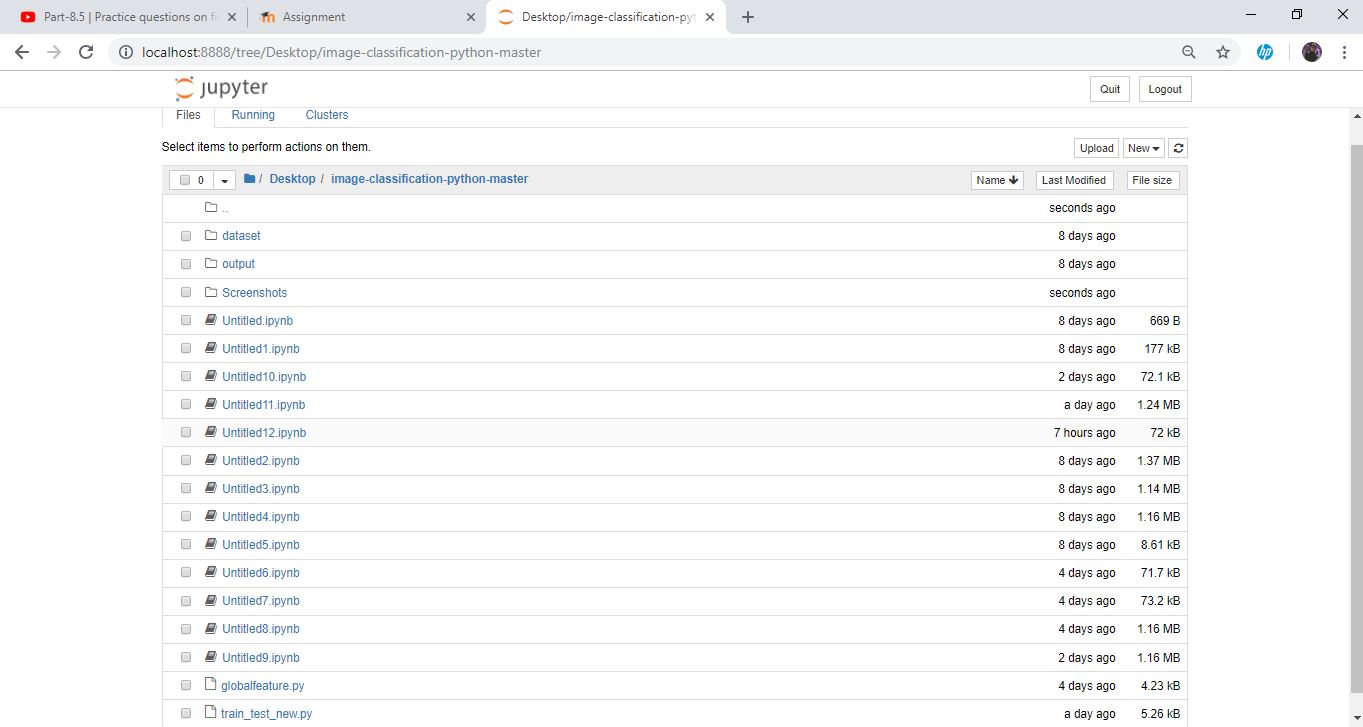 Part-8.5 | Practice questions on fi
Assignment
Desktop/image-classification-pyt
localhost:8888/tree/Desktop/image-classification-python-master
hp
jupyter
Quit
Logout
Files
Running
Clusters
Select items to perform actions on them.
Upload
New
0
/ Desktop / image-classification-python-master
Name
Last Modified
File size
.. seconds ago
dataset 8 days ago
output 8 days ago
Screenshots seconds ago
Untitled.ipynb 8 days ago 669 B
Untitled1.ipynb 8 days ago 177 kB
Untitled10.ipynb 2 days ago 72.1 kB
Untitled11.ipynb a day ago 1.24 MB
Untitled12.ipynb 7 hours ago 72 kB
Untitled2.ipynb 8 days ago 1.37 MB
Untitled3.ipynb 8 days ago 1.14 MB
Untitled4.ipynb 8 days ago 1.16 MB
Untitled5.ipynb 8 days ago 8.61 kB
Untitled6.ipynb 4 days ago 71.7 kB
Untitled7.ipynb 4 days ago 73.2 kB
Untitled8.ipynb 4 days ago 1.16 MB
Untitled9.ipynb 2 days ago 1.16 MB
globalfeature.py 4 days ago 4.23 kB
train_test_new.py a day ago 5.26 kB